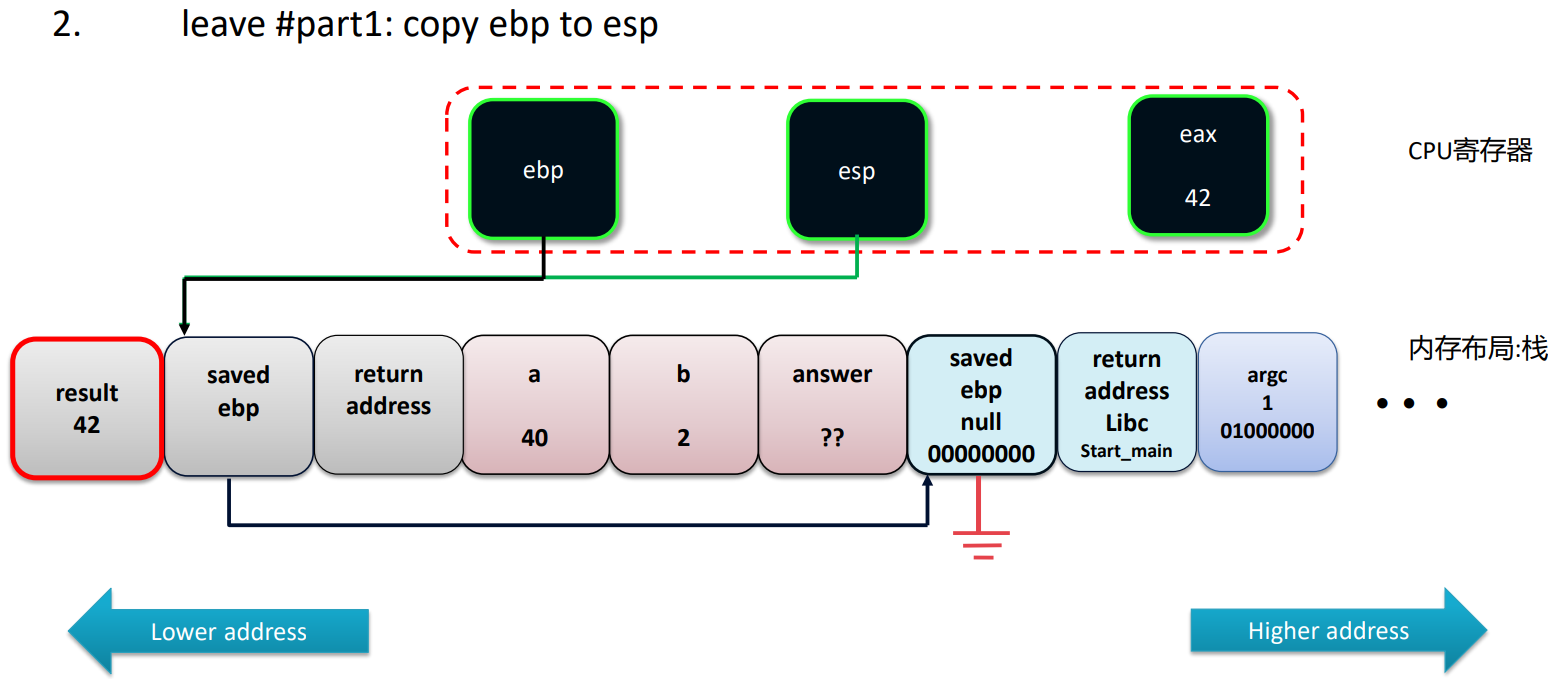 2. leave #part1: copy ebp to esp
ebp
esp
eax
42
CPU寄存器
内存布局:栈
result
42
saved
ebp
return
address
a
40
b
2
answer
??
saved
ebp
null
00000000
return
address
Libc
Start_main
argc
1
01000000
• • •
Lower address
Higher address